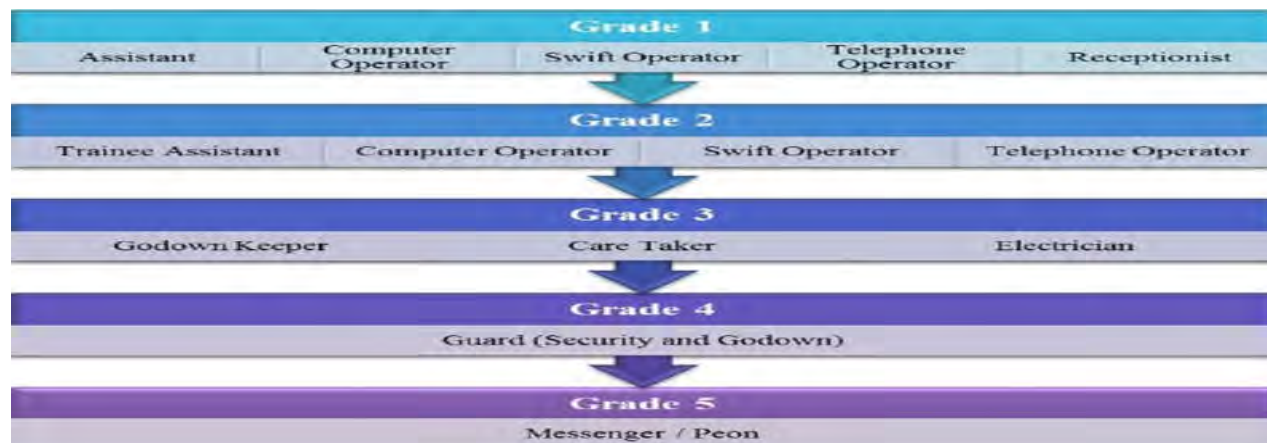 Grade 1
Assistant Computer Operator Swift Operator Telephone Operator Receptionist
Grade 2
Trainee Assistant Computer Operator Swift Operator Telephone Operator
Grade 3
Godown Keeper Care Taker Electrician
Grade 4
Guard (Security and Godown)
Grade 5
Messenger / Peon